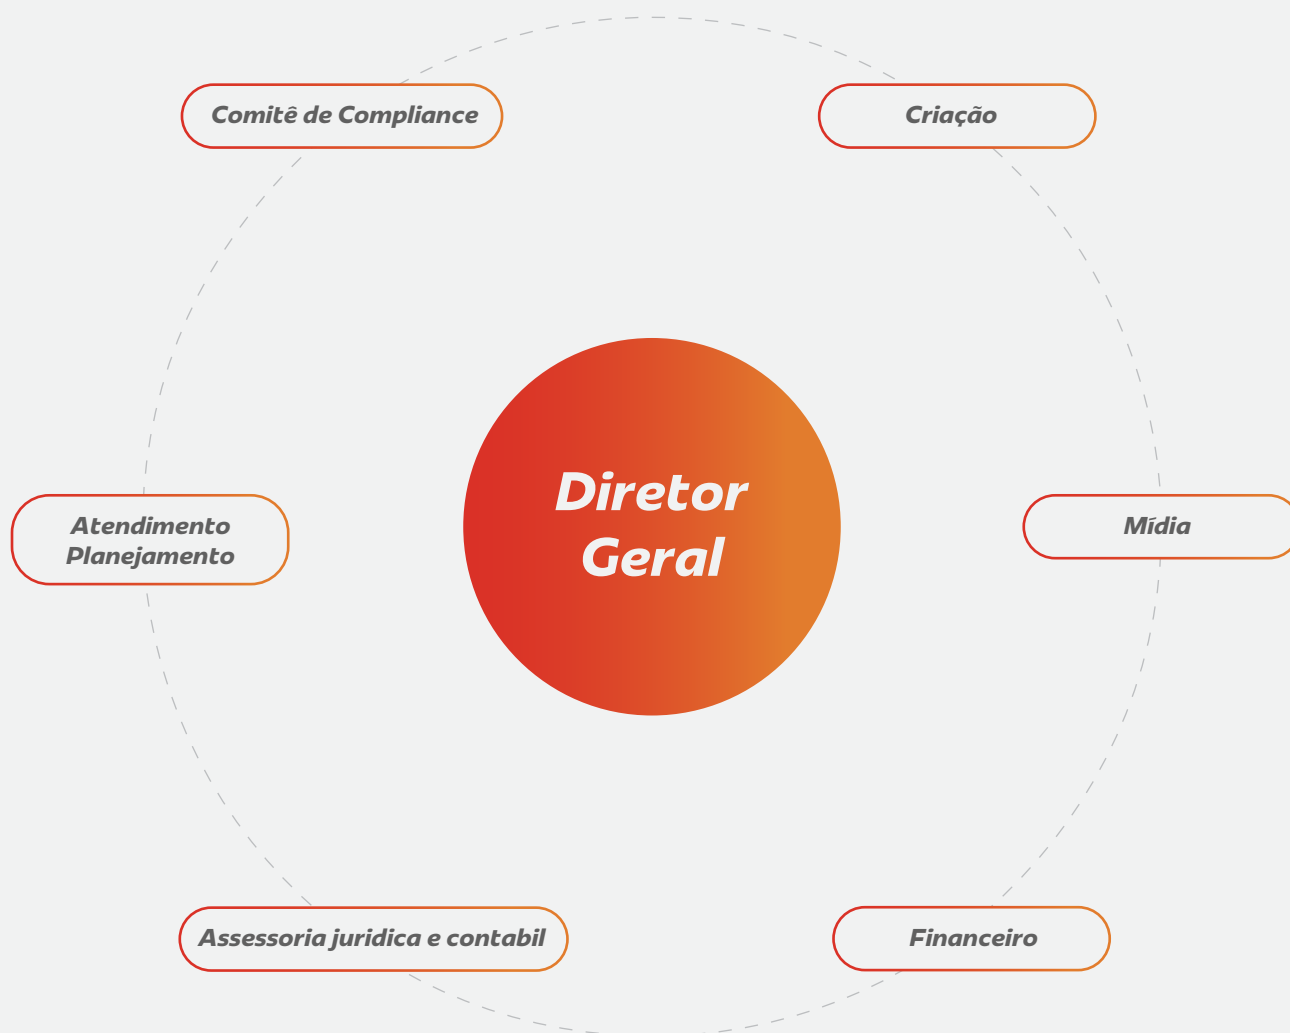 Comitê de Compliance
Criação
Diretor
Geral
Atendimento
Planejamento
Mídia
Assessoria juridica e contabil
Financeiro